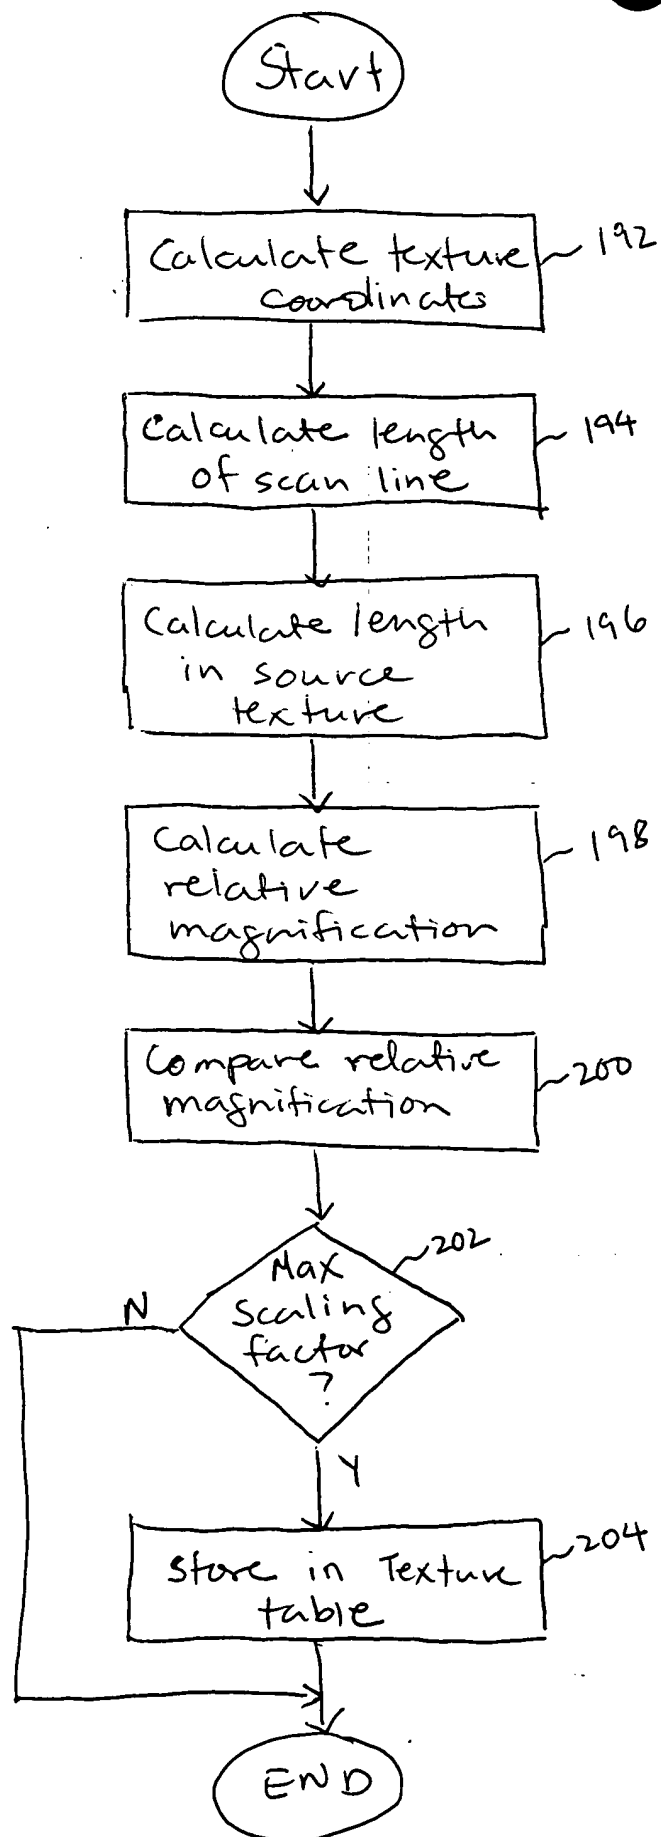 Start
Calculate texture
coordinates
192
Calculate length
of scan line
194
Calculate length
in source
texture
196
Calculate
relative
magnification
198
Compare relative
magnification
200
Max
scaling
factor
?
202
N
Y
Store in Texture
table
204
END